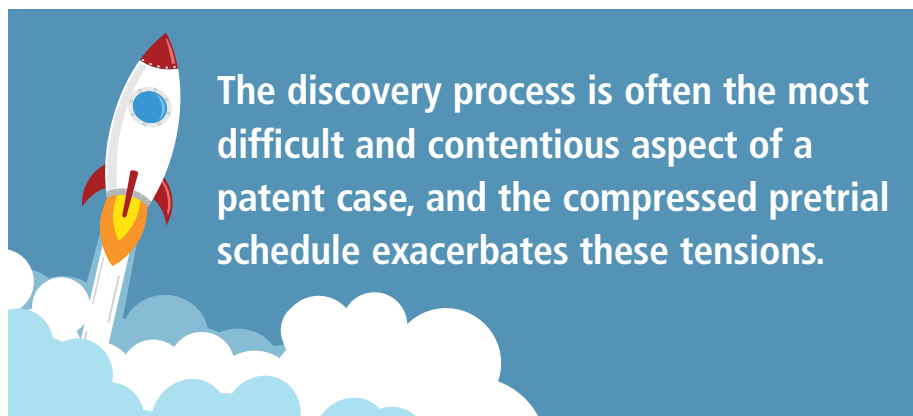 The discovery process is often the most
difficult and contentious aspect of a
patent case, and the compressed pretrial
schedule exacerbates these tensions.